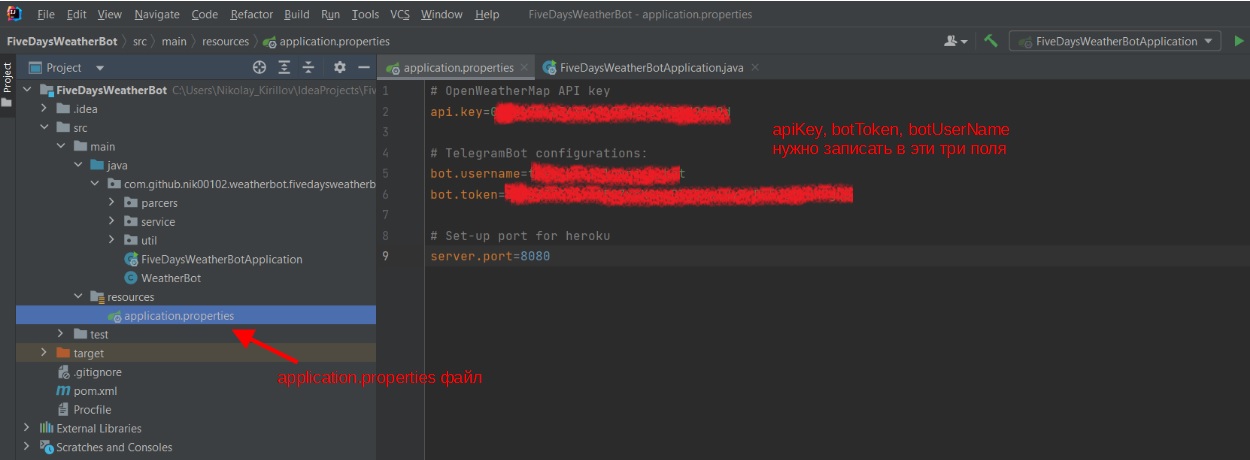 File Edit View Navigate Code Refactor Build Run Tools VCS Window Help FiveDaysWeatherBot - application.properties
FiveDaysWeatherBot src main resources application.properties FiveDaysWeatherBotApplication
Project
Project
application.properties
FiveDaysWeatherBotApplication.java
FiveDaysWeatherBot C:\Users\Nikolay_Kirillov\IdeaProjects\Fiv
.idea
src
main
java
com.github.nik00102.weatherbot.fivedaysweatherb
parcers
service
util
FiveDaysWeatherBotApplication
WeatherBot
resources
application.properties
test
target
.gitignore
pom.xml
Procfile
External Libraries
Scratches and Consoles
application.properties файл
1 # OpenWeatherMap API key
2 api.key=
3
4 # TelegramBot configurations:
5 bot.username=
6 bot.token=
7
8 # Set-up port for heroku
9 server.port=8080
apiKey, botToken, botUserName
нужно записать в эти три поля